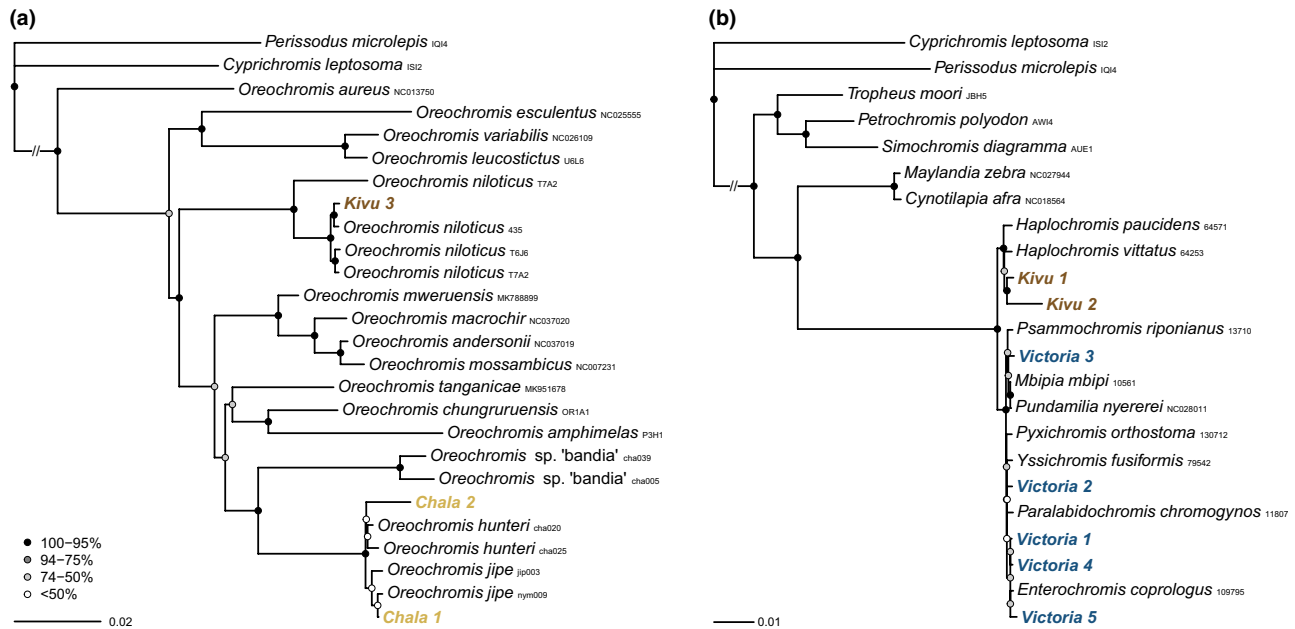 (a)
Perissodus microlepis IQI4
Cyprichromis leptosoma ISI2
Oreochromis aureus NC013750
Oreochromis esculentus NC025555
Oreochromis variabilis NC026109
Oreochromis leucostictus U6L6
Oreochromis niloticus T7A2
Kivu 3
Oreochromis niloticus 435
Oreochromis niloticus T6J6
Oreochromis niloticus T7A2
Oreochromis mweruensis MK788899
Oreochromis macrochir NC037020
Oreochromis andersonii NC037019
Oreochromis mossambicus NC007231
Oreochromis tanganicae MK951678
Oreochromis chungruruensis OR1A1
Oreochromis amphimelas P3H1
Oreochromis sp. 'bandia' cha039
Oreochromis sp. 'bandia' cha005
Chala 2
Oreochromis hunteri cha020
Oreochromis hunteri cha025
Oreochromis jipe jip003
Oreochromis jipe nym009
Chala 1
//
100–95%
94–75%
74–50%
<50%
0.02
(b)
Cyprichromis leptosoma ISI2
Perissodus microlepis IQI4
Tropheus moori JBH5
Petrochromis polyodon AWI4
Simochromis diagramma AUE1
Maylandia zebra NC027944
Cynotilapia afra NC018564
Haplochromis paucidens 64571
Haplochromis vittatus 64253
Kivu 1
Kivu 2
Psammochromis riponianus 13710
Victoria 3
Mbipia mbipi 10561
Pundamilia nyererei NC028011
Pyxichromis orthostoma 130712
Yssichromis fusiformis 79542
Victoria 2
Paralabidochromis chromogynos 11807
Victoria 1
Victoria 4
Enterochromis coprologus 109795
Victoria 5
//
0.01